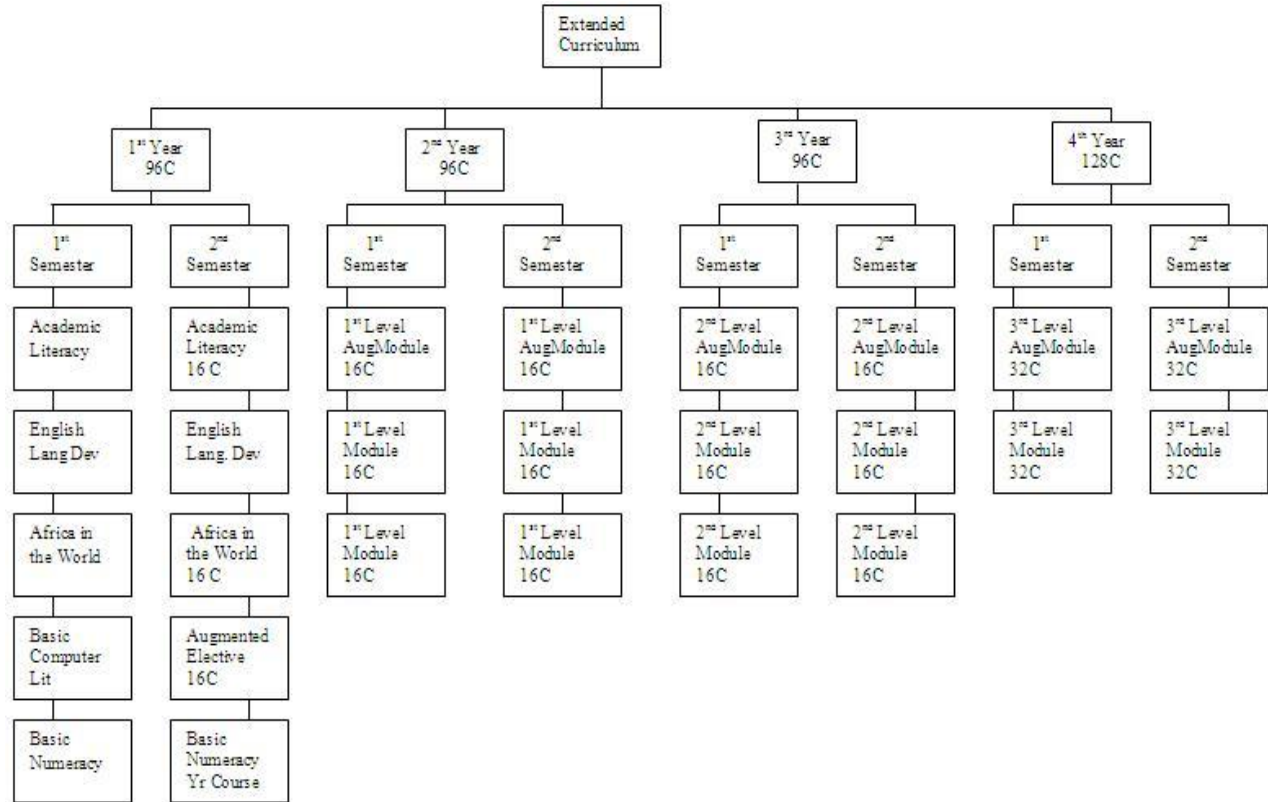 Extended
Curriculum
1st Year
96C
2nd Year
96C
3rd Year
96C
4th Year
128C
1st
Semester
2nd
Semester
1st
Semester
2nd
Semester
1st
Semester
2nd
Semester
1st
Semester
2nd
Semester
Academic
Literacy
Academic
Literacy
16 C
1st Level
AugModule
16C
1st Level
AugModule
16C
2nd Level
AugModule
16C
2nd Level
AugModule
16C
3rd Level
AugModule
32C
3rd Level
AugModule
32C
English
Lang Dev
English
Lang. Dev
1st Level
Module
16C
1st Level
Module
16C
2nd Level
Module
16C
2nd Level
Module
16C
3rd Level
Module
32C
3rd Level
Module
32C
Africa in
the World
Africa in
the World
16 C
1st Level
Module
16C
1st Level
Module
16C
2nd Level
Module
16C
2nd Level
Module
16C
Basic
Computer
Lit
Augmented
Elective
16C
Basic
Numeracy
Basic
Numeracy
Yr Course